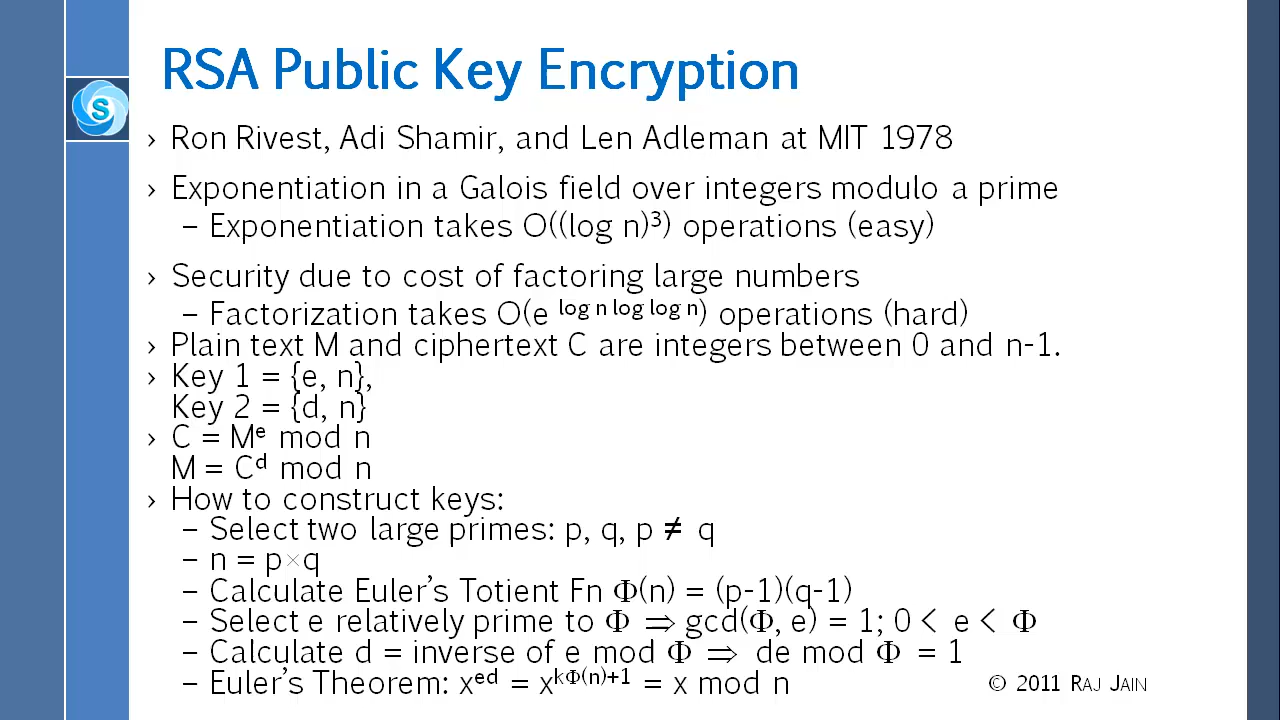 RSA Public Key Encryption
S
› Ron Rivest, Adi Shamir, and Len Adleman at MIT 1978
› Exponentiation in a Galois field over integers modulo a prime
– Exponentiation takes O((log n)³) operations (easy)
› Security due to cost of factoring large numbers
– Factorization takes O(e ^log n log log n) operations (hard)
› Plain text M and ciphertext C are integers between 0 and n-1.
› Key 1 = {e, n},
Key 2 = {d, n}
› C = Mᵉ mod n
M = Cᵈ mod n
› How to construct keys:
– Select two large primes: p, q, p ≠ q
– n = p×q
– Calculate Euler's Totient Fn Φ(n) = (p-1)(q-1)
– Select e relatively prime to Φ ⇒ gcd(Φ, e) = 1; 0 < e < Φ
– Calculate d = inverse of e mod Φ ⇒ de mod Φ = 1
– Euler's Theorem: x^ed = x^kΦ(n)+1 = x mod n
© 2011 RAJ JAIN